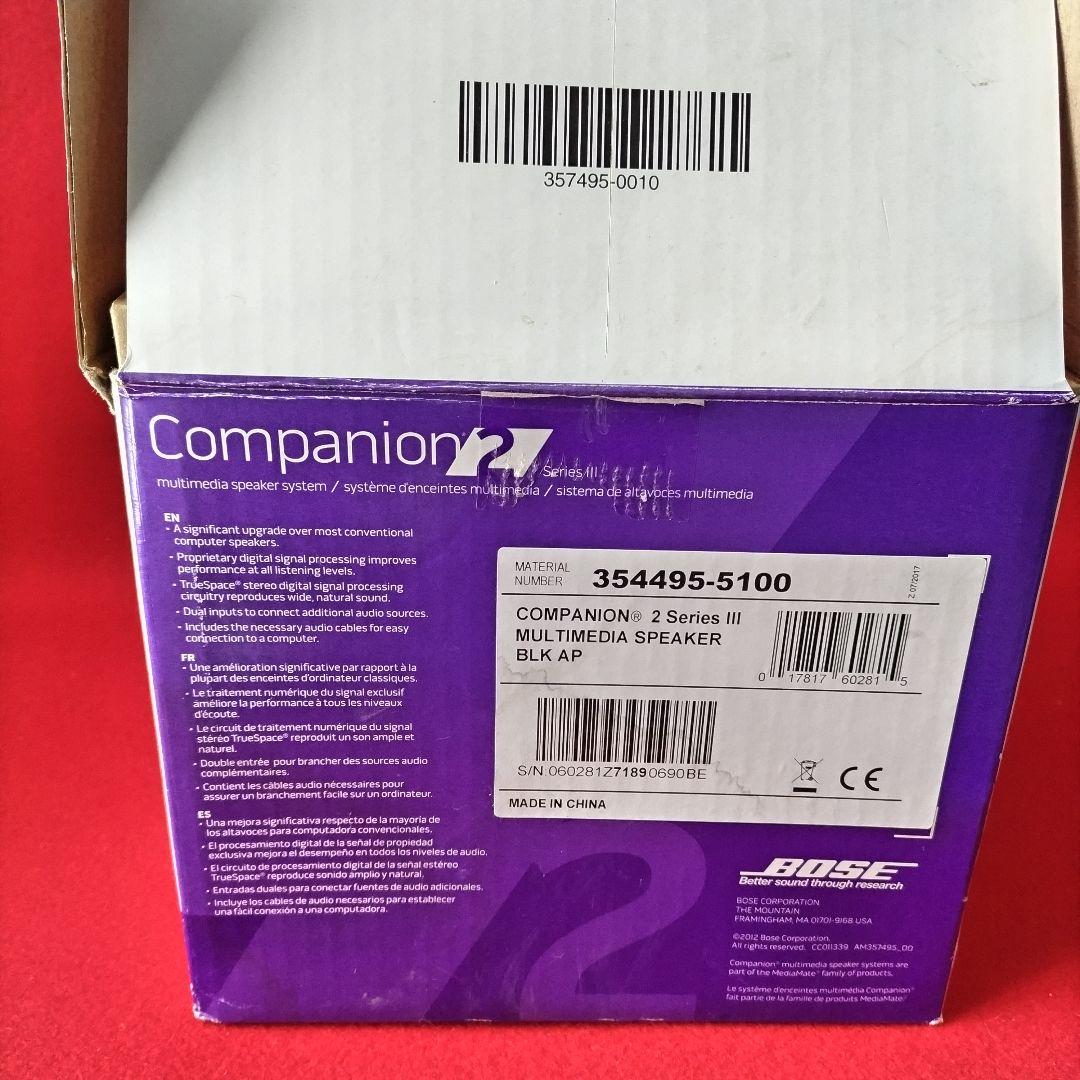 357495-0010
Companion 2
Series III
multimedia speaker system / système d'enceintes multimédia / sistema de altavoces multimedia
EN
- A significant upgrade over most conventional
computer speakers.
- Proprietary digital signal processing improves
performance at all listening levels.
- TrueSpace® stereo digital signal processing
circuitry reproduces wide, natural sound.
- Dual inputs to connect additional audio sources.
- Includes the necessary audio cables for easy
connection to a computer.
FR
- Une amélioration significative par rapport à la
plupart des enceintes d'ordinateur classiques.
- Le traitement numérique du signal exclusif
améliore la performance à tous les niveaux
d'écoute.
- Le circuit de traitement numérique du signal
stéréo TrueSpace® reproduit un son ample et
naturel.
- Double entrée pour brancher des sources audio
complémentaires.
- Contient les câbles audio nécessaires pour
assurer un branchement facile sur un ordinateur.
ES
- Una mejora significativa respecto de la mayoría de
los altavoces para computadora convencionales.
- El procesamiento digital de la señal de propiedad
exclusiva mejora el desempeño en todos los niveles de audio.
- El circuito de procesamiento digital de la señal estéreo
TrueSpace® reproduce sonido amplio y natural.
- Entradas duales para conectar fuentes de audio adicionales.
- Incluye los cables de audio necesarios para establecer
una fácil conexión a una computadora.
MATERIAL
NUMBER 354495-5100
Z 07/2017
COMPANION® 2 Series III
MULTIMEDIA SPEAKER
BLK AP
0 17817 60281 5
S/N:060281Z71890690BE
CE
MADE IN CHINA
BOSE
Better sound through research
BOSE CORPORATION
THE MOUNTAIN
FRAMINGHAM, MA 01701-9168 USA
©2012 Bose Corporation.
All rights reserved. CC011339 AM357495_00
Companion® multimedia speaker systems are
part of the MediaMate® family of products.
Le système d'enceintes multimédia Companion®
fait partie de la famille de produits MediaMate®